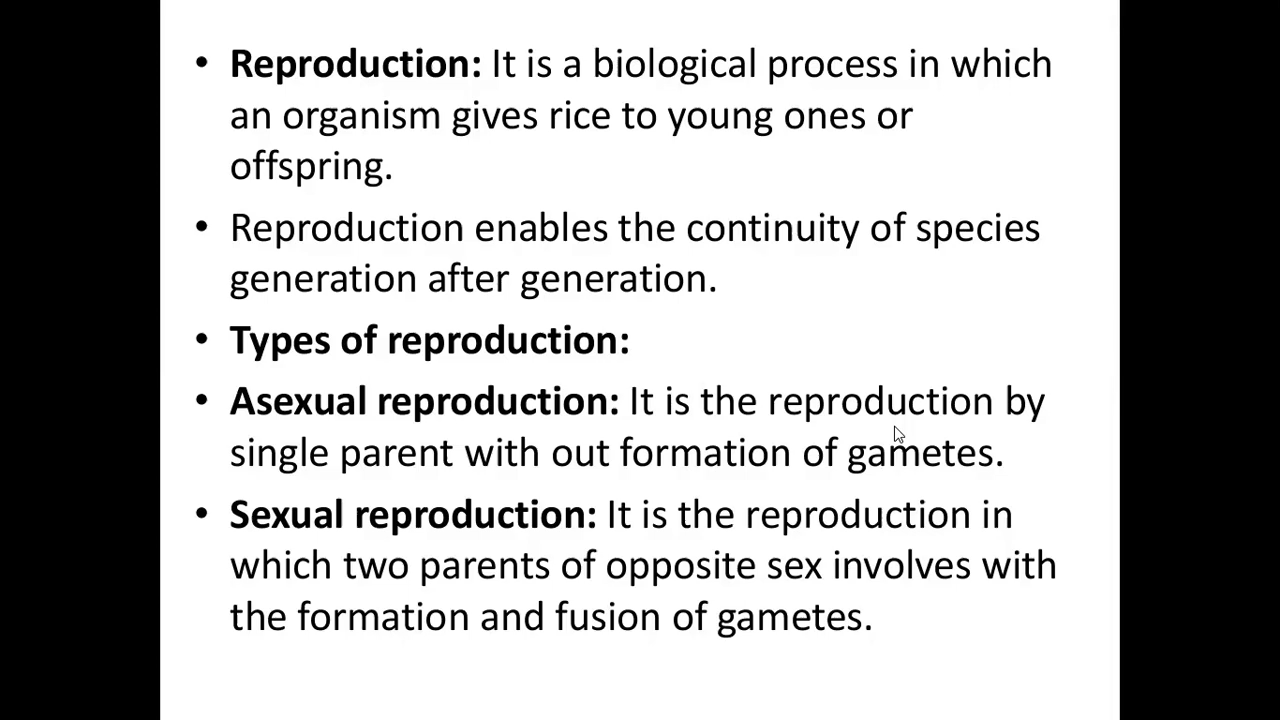 • Reproduction: It is a biological process in which
an organism gives rice to young ones or
offspring.
• Reproduction enables the continuity of species
generation after generation.
• Types of reproduction:
• Asexual reproduction: It is the reproduction by
single parent with out formation of gametes.
• Sexual reproduction: It is the reproduction in
which two parents of opposite sex involves with
the formation and fusion of gametes.